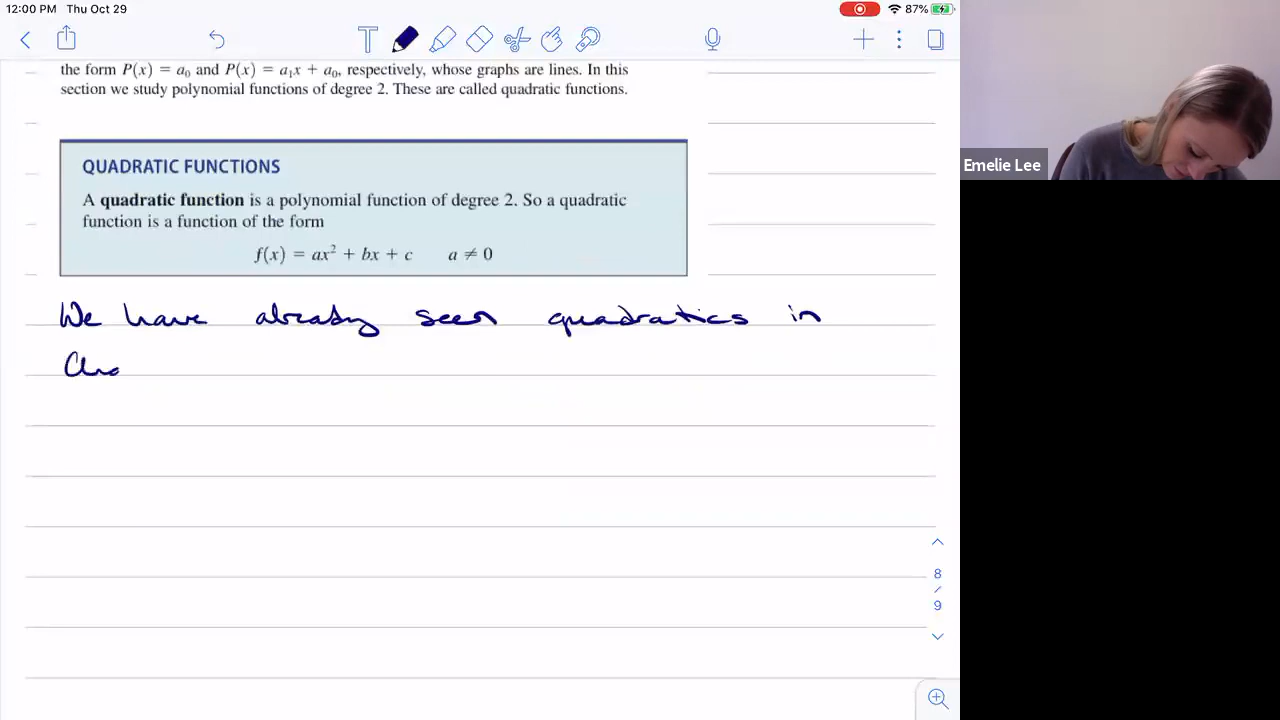 12:00 PM Thu Oct 29
87%
the form P(x) = a₀ and P(x) = a₁x + a₀, respectively, whose graphs are lines. In this
section we study polynomial functions of degree 2. These are called quadratic functions.
QUADRATIC FUNCTIONS
A quadratic function is a polynomial function of degree 2. So a quadratic
function is a function of the form
f(x) = ax² + bx + c a ≠ 0
We have already seen quadratics in
Cha
Emelie Lee
8
/
9